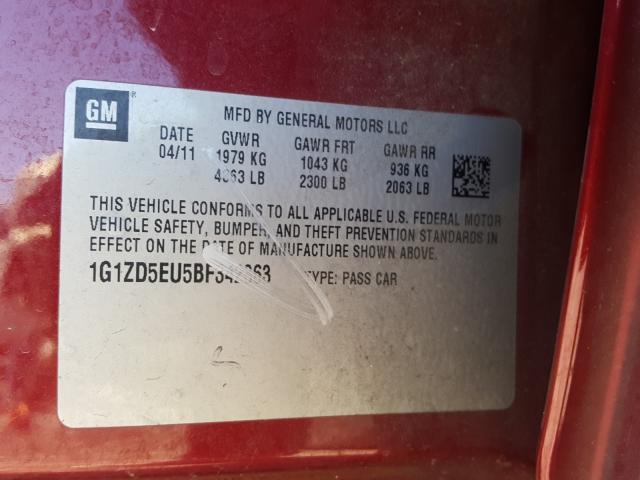 GM
MFD BY GENERAL MOTORS LLC
DATE GVWR GAWR FRT GAWR RR
04/11 1979 KG 1043 KG 936 KG
4363 LB 2300 LB 2063 LB
THIS VEHICLE CONFORMS TO ALL APPLICABLE U.S. FEDERAL MOTOR
VEHICLE SAFETY, BUMPER, AND THEFT PREVENTION STANDARDS
IN EFFECT ON THE DATE OF MANUFACTURE SHOWN ABOVE.
TYPE: PASS CAR